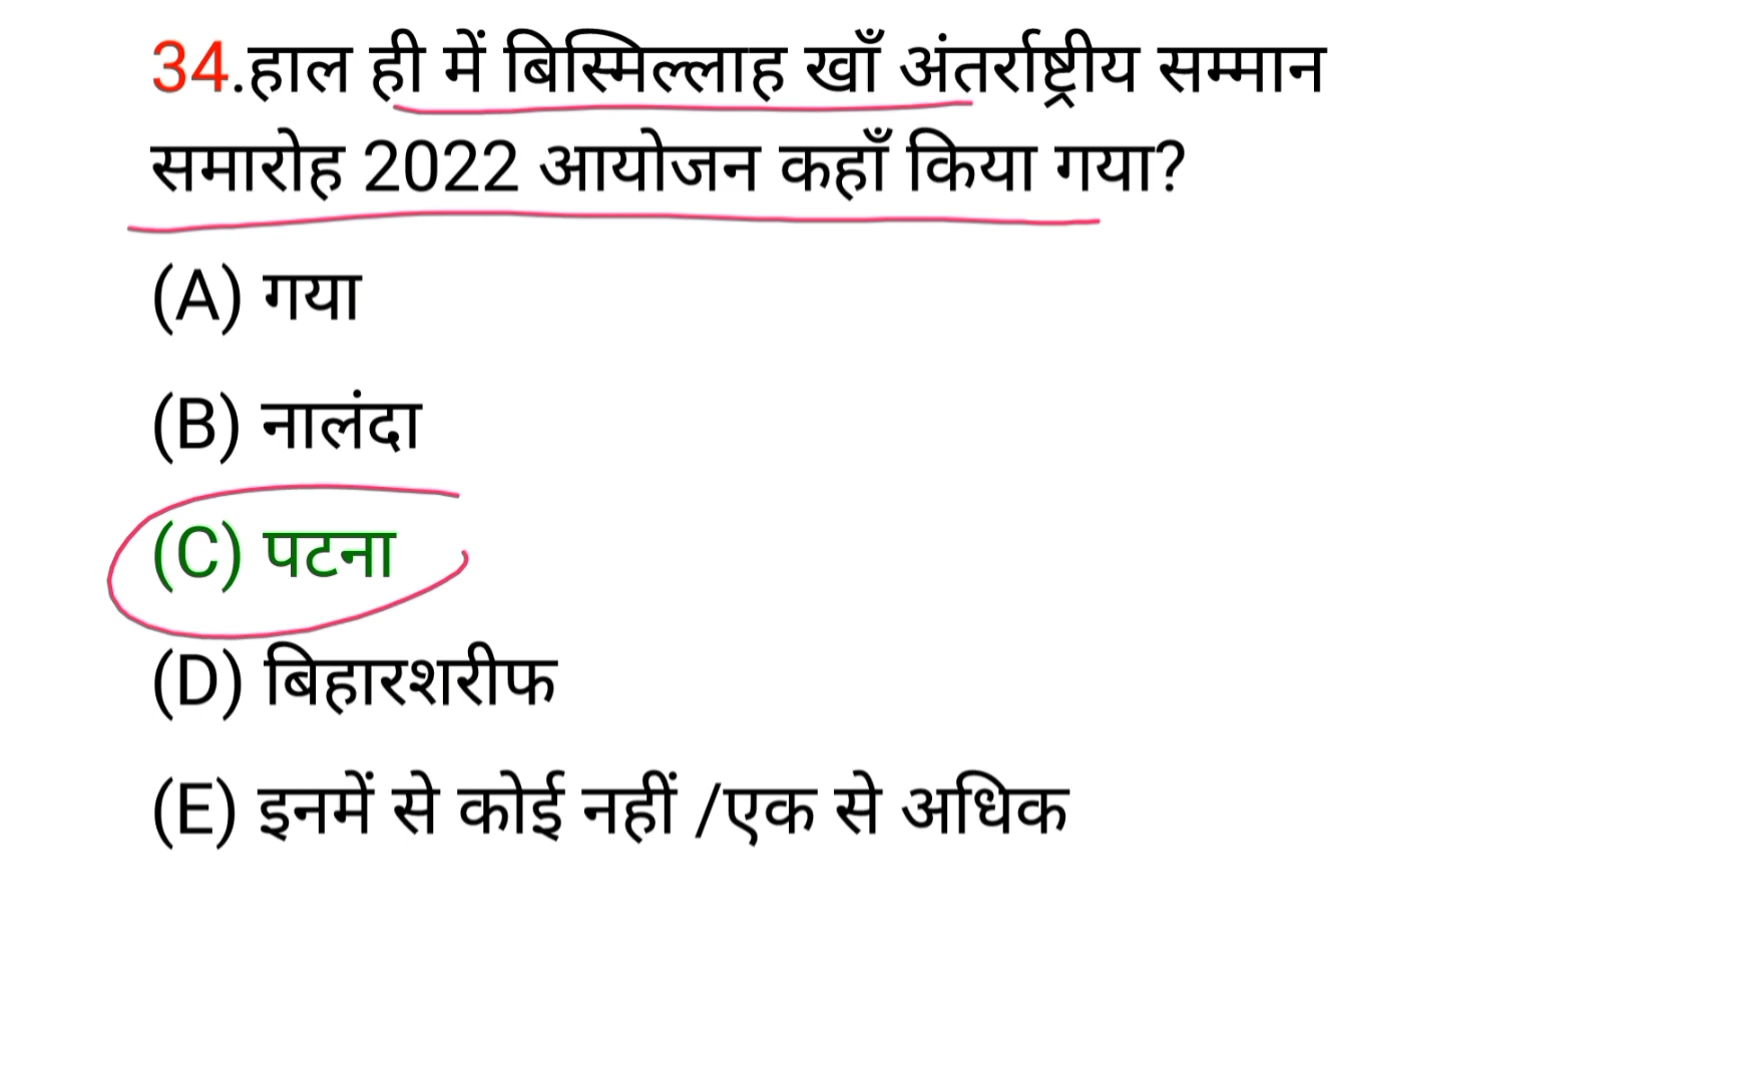 34.हाल ही में बिस्मिल्लाह खाँ अंतर्राष्ट्रीय सम्मान
समारोह 2022 आयोजन कहाँ किया गया?
(A) गया
(B) नालंदा
(C) पटना
(D) बिहारशरीफ
(E) इनमें से कोई नहीं /एक से अधिक